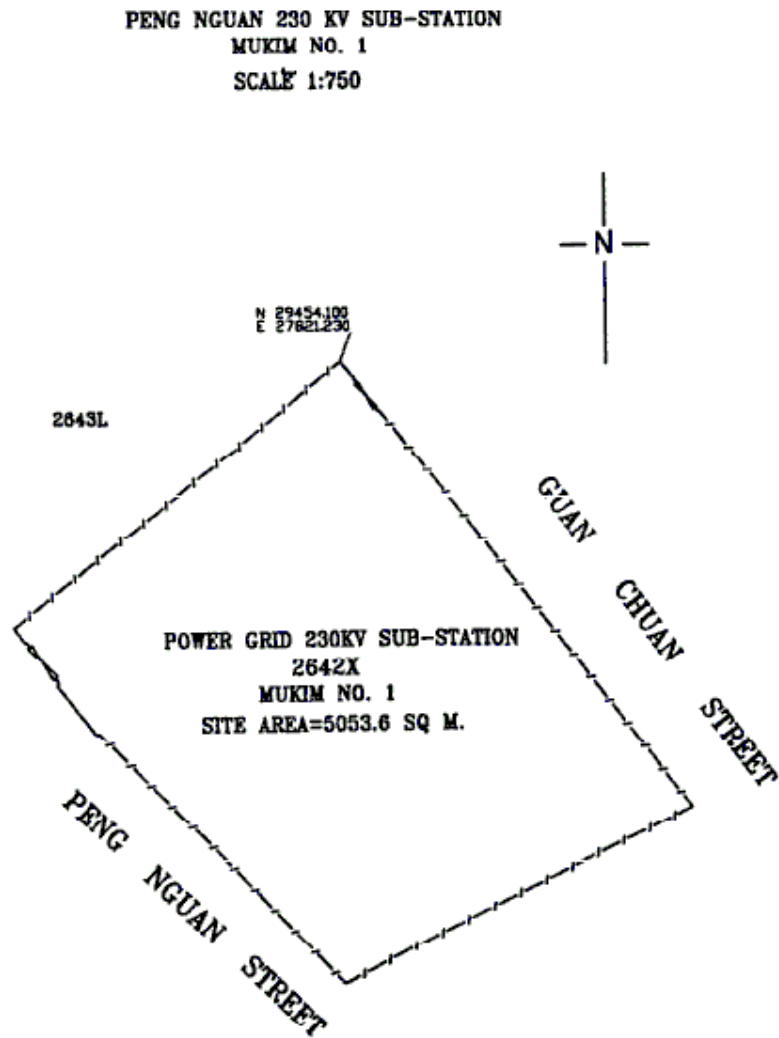 PENG NGUAN 230 KV SUB-STATION
MUKIM NO. 1
SCALE 1:750
N
N 29454.100
E 27821.230
2643L
GUAN CHUAN STREET
POWER GRID 230KV SUB-STATION
2642X
MUKIM NO. 1
SITE AREA=5053.6 SQ M.
PENG NGUAN STREET